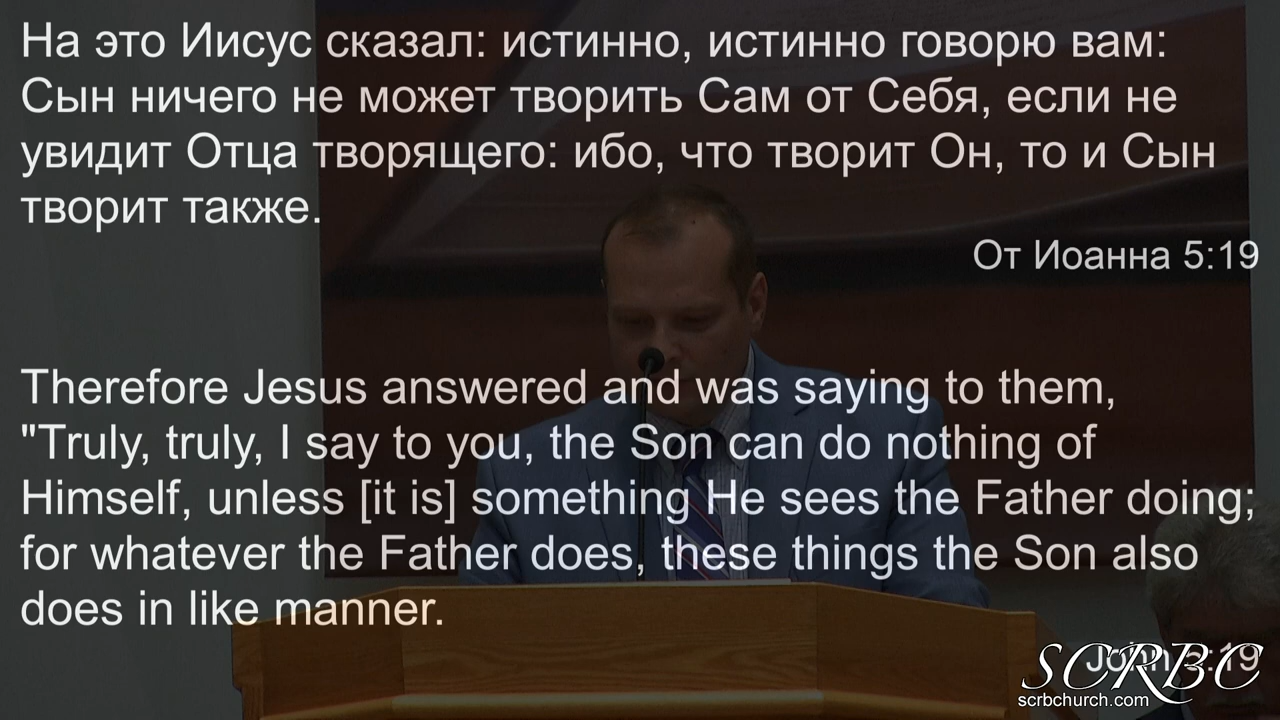 На это Иисус сказал: истинно, истинно говорю вам:
Сын ничего не может творить Сам от Себя, если не
увидит Отца творящего: ибо, что творит Он, то и Сын
творит также.
От Иоанна 5:19
Therefore Jesus answered and was saying to them,
"Truly, truly, I say to you, the Son can do nothing of
Himself, unless [it is] something He sees the Father doing;
for whatever the Father does, these things the Son also
does in like manner.
John 5:19
SCRBC
scrbchurch.com